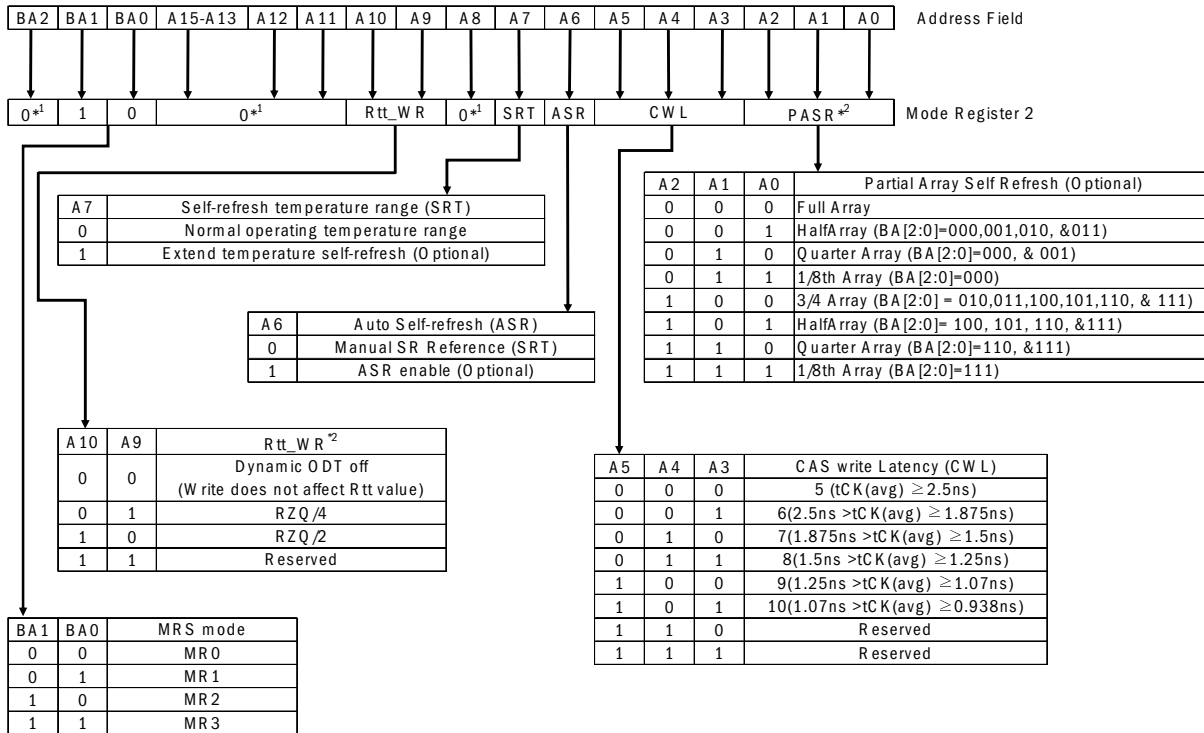 BA2 BA1 BA0 A15-A13 A12 A11 A10 A9 A8 A7 A6 A5 A4 A3 A2 A1 A0 Address Field
0*1 1 0 0*1 Rtt_WR 0*1 SRT ASR CWL PASR*2 Mode Register 2
A7 Self-refresh temperature range (SRT)
0 Normal operating temperature range
1 Extend temperature self-refresh (Optional)
A2 A1 A0 Partial Array Self Refresh (Optional)
0 0 0 Full Array
0 0 1 HalfArray (BA[2:0]=000,001,010, &011)
0 1 0 Quarter Array (BA[2:0]=000, & 001)
0 1 1 1/8th Array (BA[2:0]=000)
1 0 0 3/4 Array (BA[2:0] = 010,011,100,101,110, & 111)
1 0 1 HalfArray (BA[2:0]= 100, 101, 110, &111)
1 1 0 Quarter Array (BA[2:0]=110, &111)
1 1 1 1/8th Array (BA[2:0]=111)
A6 Auto Self-refresh (ASR)
0 Manual SR Reference (SRT)
1 ASR enable (Optional)
A10 A9 Rtt_WR*2
0 0 Dynamic ODT off
(Write does not affect Rtt value)
0 1 RZQ/4
1 0 RZQ/2
1 1 Reserved
A5 A4 A3 CAS write Latency (CWL)
0 0 0 5 (tCK(avg) ≥2.5ns)
0 0 1 6(2.5ns >tCK(avg) ≥1.875ns)
0 1 0 7(1.875ns >tCK(avg) ≥1.5ns)
0 1 1 8(1.5ns >tCK(avg) ≥1.25ns)
1 0 0 9(1.25ns >tCK(avg) ≥1.07ns)
1 0 1 10(1.07ns >tCK(avg) ≥0.938ns)
1 1 0 Reserved
1 1 1 Reserved
BA1 BA0 MRS mode
0 0 MR0
0 1 MR1
1 0 MR2
1 1 MR3